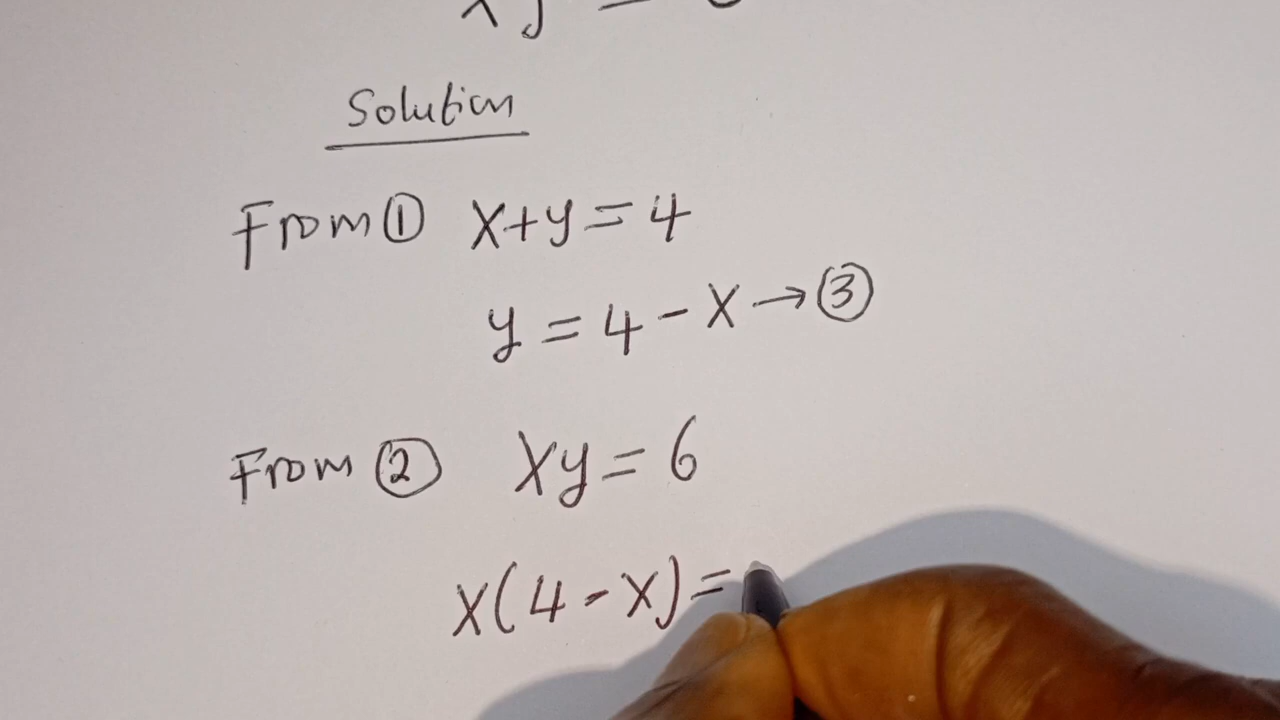 Solution
From ① x+y=4
y=4-x→③
From ② xy=6
x(4-x)=